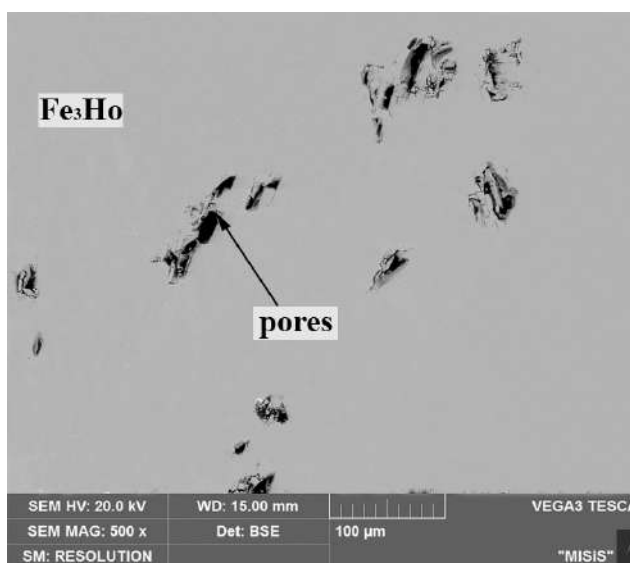 Fe₃Ho
pores
SEM HV: 20.0 kV
WD: 15.00 mm
VEGA3 TESCA
SEM MAG: 500 x
Det: BSE
100 µm
SM: RESOLUTION
"MISiS"